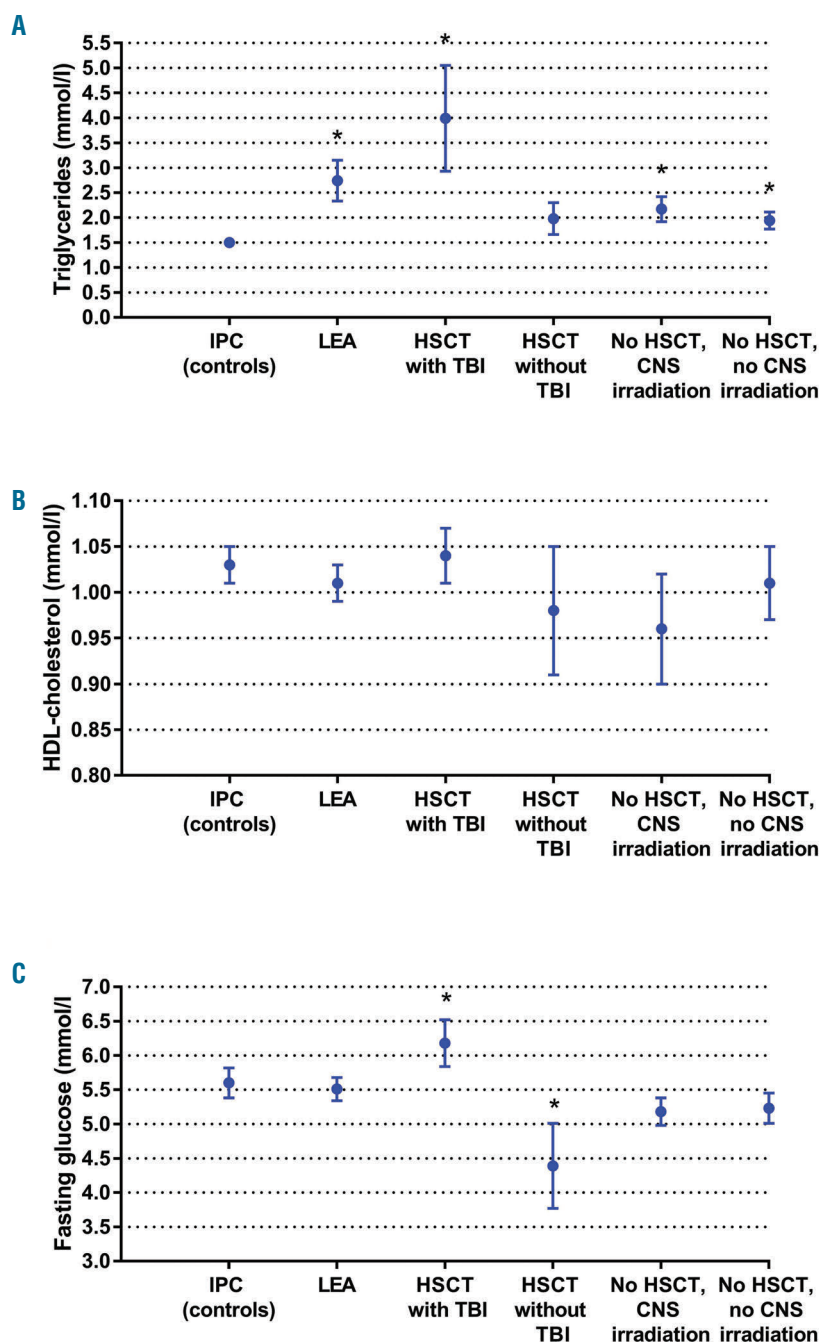 A
Triglycerides (mmol/l)
5.5
5.0
4.5
4.0
3.5
3.0
2.5
2.0
1.5
1.0
0.5
0.0
*
*
*
*
IPC
(controls)
LEA
HSCT
with TBI
HSCT
without
TBI
No HSCT,
CNS
irradiation
No HSCT,
no CNS
irradiation
B
HDL-cholesterol (mmol/l)
1.10
1.05
1.00
0.95
0.90
0.85
0.80
IPC
(controls)
LEA
HSCT
with TBI
HSCT
without
TBI
No HSCT,
CNS
irradiation
No HSCT,
no CNS
irradiation
C
Fasting glucose (mmol/l
7.0
6.5
6.0
5.5
5.0
4.5
4.0
3.5
3.0
*
*
IPC
(controls)
LEA
HSCT
with TBI
HSCT
without
TBI
No HSCT,
CNS
irradiation
No HSCT,
no CNS
irradiation